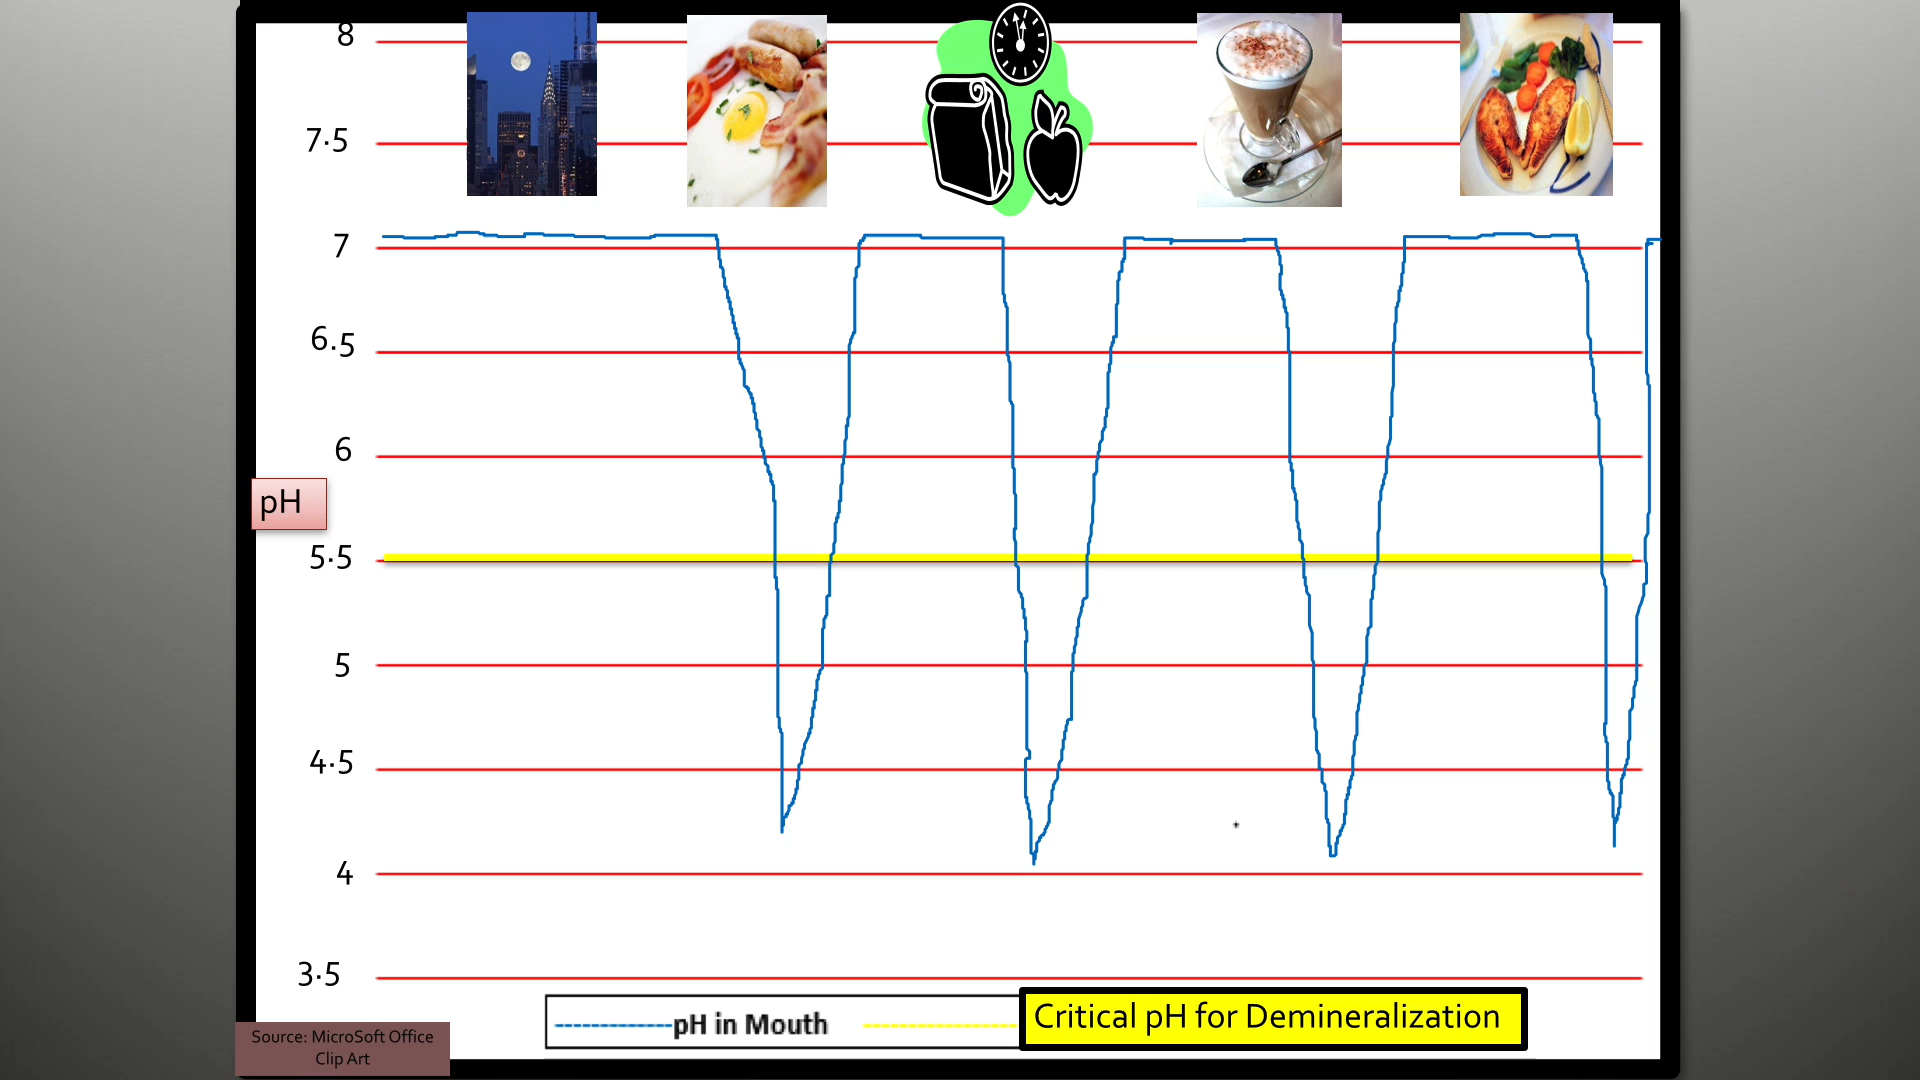 8
7.5
7
6.5
6
pH
5.5
5
4.5
4
3.5
pH in Mouth
Critical pH for Demineralization
Source: MicroSoft Office
Clip Art